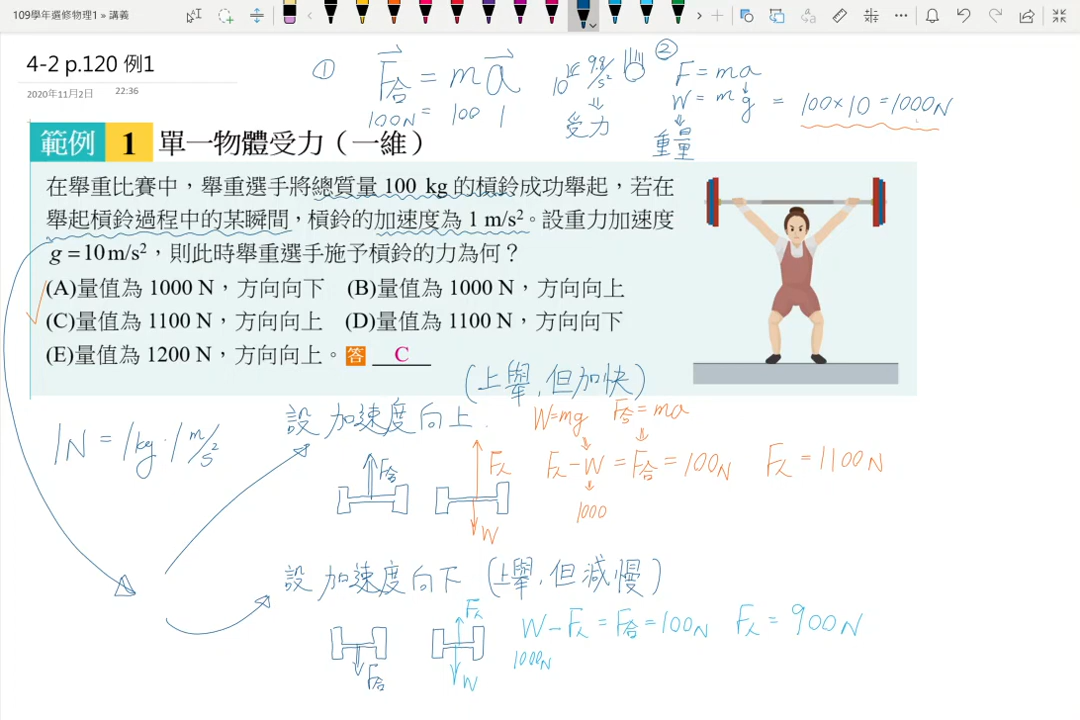 109學年選修物理1 » 講義
4-2 p.120 例1
2020年11月2日 22:36
① F合 = ma
100N = 100 1
9.8 m/s²
10
受力
② F = ma
W = mg = 100×10 = 1000N
重量
範例 1 單一物體受力（一維）
在舉重比賽中，舉重選手將總質量 100 kg 的槓鈴成功舉起，若在
舉起槓鈴過程中的某瞬間，槓鈴的加速度為 1 m/s²。設重力加速度
g = 10 m/s²，則此時舉重選手施予槓鈴的力為何？
(A)量值為 1000 N，方向向下 (B)量值為 1000 N，方向向上
(C)量值為 1100 N，方向向上 (D)量值為 1100 N，方向向下
(E)量值為 1200 N，方向向上。答 C
(上舉,但加快)
設 加速度向上.
W=mg F合=ma
1N = 1kg·1 m/s²
F合
F人
W
F人-W = F合 = 100N F人 = 1100N
1000
設 加速度向下 (上舉,但減慢)
F合
F人
W
W-F人 = F合 = 100N F人 = 900N
1000N